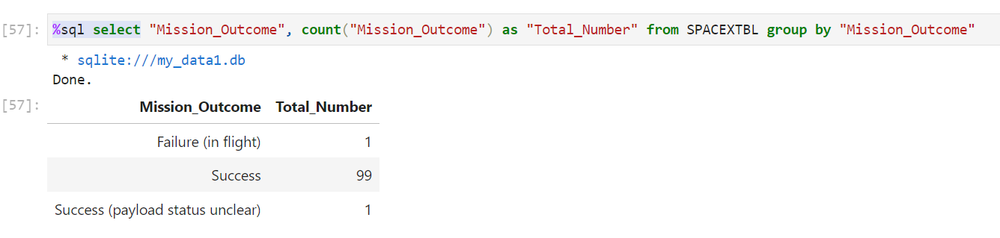 [57]: %sql select "Mission_Outcome", count("Mission_Outcome") as "Total_Number" from SPACEXTBL group by "Mission_Outcome"
* sqlite:///my_data1.db
Done.
[57]: Mission_Outcome Total_Number
Failure (in flight) 1
Success 99
Success (payload status unclear) 1